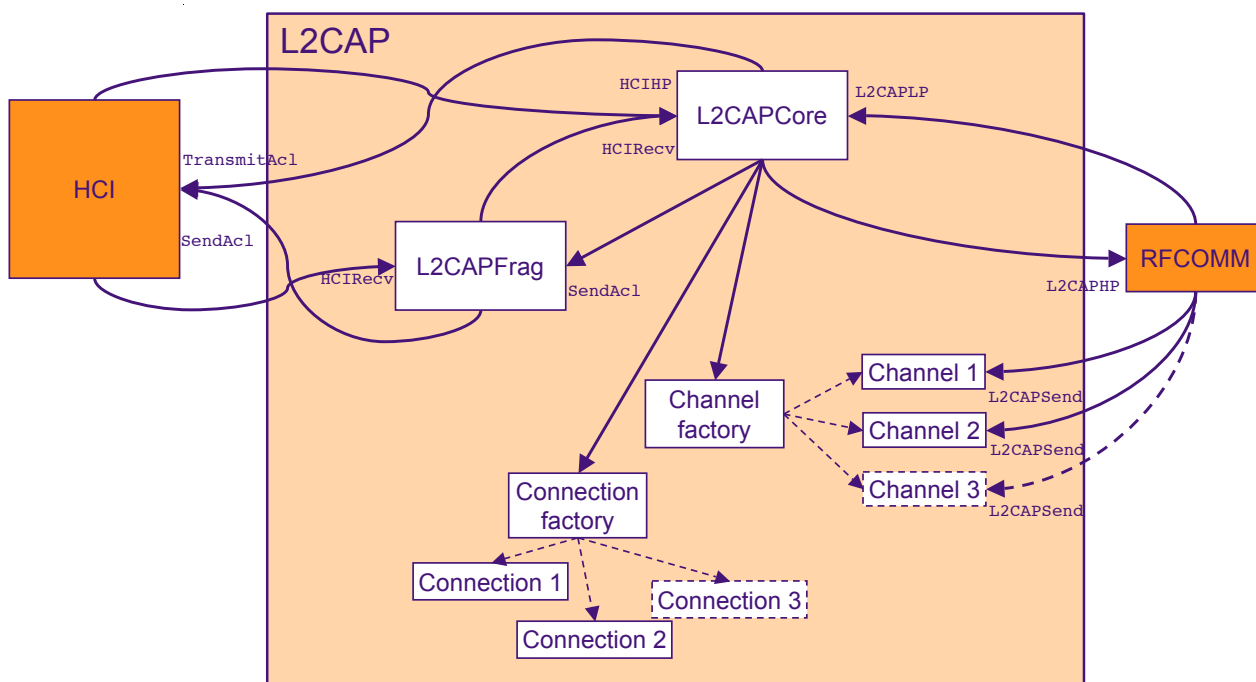 L2CAP
HCIHP
L2CAPLP
L2CAPCore
TransmitAcl
HCIRecv
HCI
SendAcl
L2CAPFrag
HCIRecv
SendAcl
RFCOMM
L2CAPHP
Channel 1
L2CAPSend
Channel
factory
Channel 2
L2CAPSend
Channel 3
L2CAPSend
Connection
factory
Connection 1
Connection 3
Connection 2